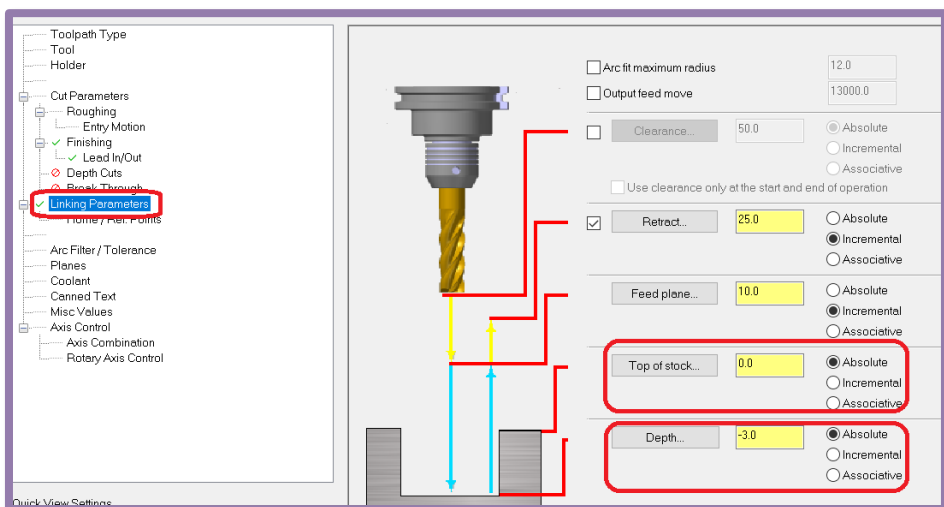 Toolpath Type
Tool
Holder
Cut Parameters
Roughing
Entry Motion
Finishing
Lead In/Out
Depth Cuts
Break Through
Linking Parameters
Home / Ref. Points
Arc Filter / Tolerance
Planes
Coolant
Canned Text
Misc Values
Axis Control
Axis Combination
Rotary Axis Control
Quick View Settings
Arc fit maximum radius 12.0
Output feed move 13000.0
Clearance... 50.0 Absolute
Incremental
Associative
Use clearance only at the start and end of operation
Retract... 25.0 Absolute
Incremental
Associative
Feed plane... 10.0 Absolute
Incremental
Associative
Top of stock... 0.0 Absolute
Incremental
Associative
Depth... -3.0 Absolute
Incremental
Associative